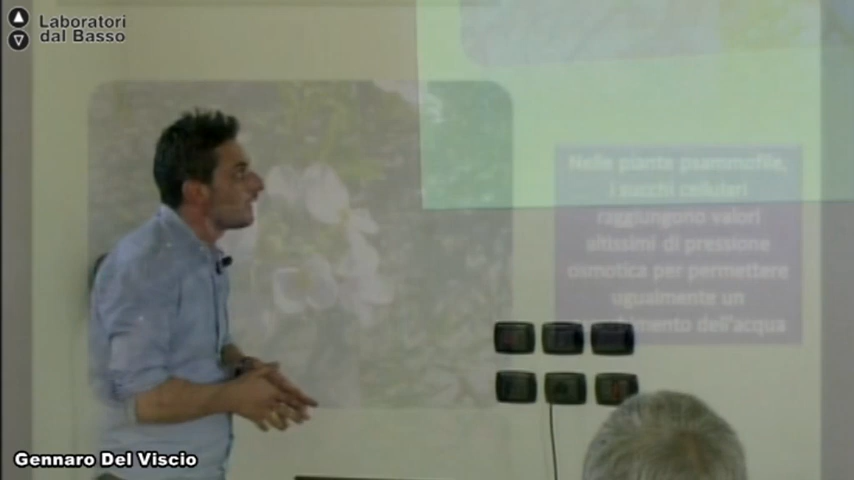 Laboratori
dal Basso
Nelle piante psammofile,
i succhi cellulari
raggiungono valori
altissimi di pressione
osmotica per permettere
ugualmente un
dell'acqua
Gennaro Del Viscio